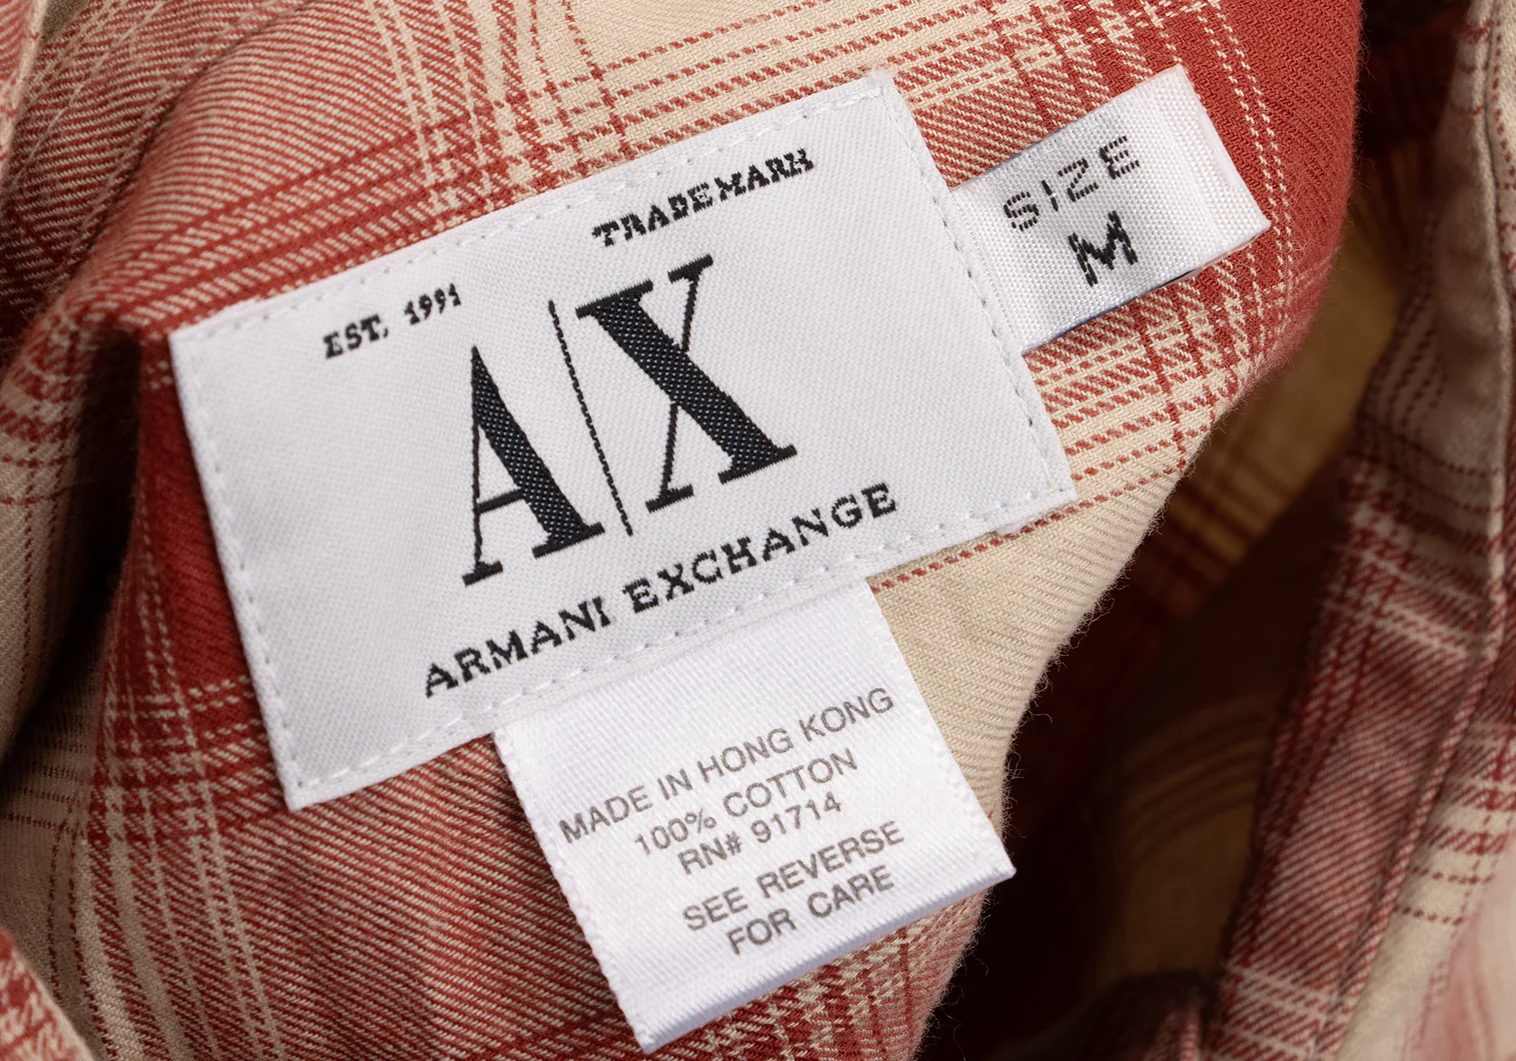 EST. 1991 TRADEMARK
A|X
ARMANI EXCHANGE
SIZE
M
MADE IN HONG KONG
100% COTTON
RN# 91714
SEE REVERSE
FOR CARE